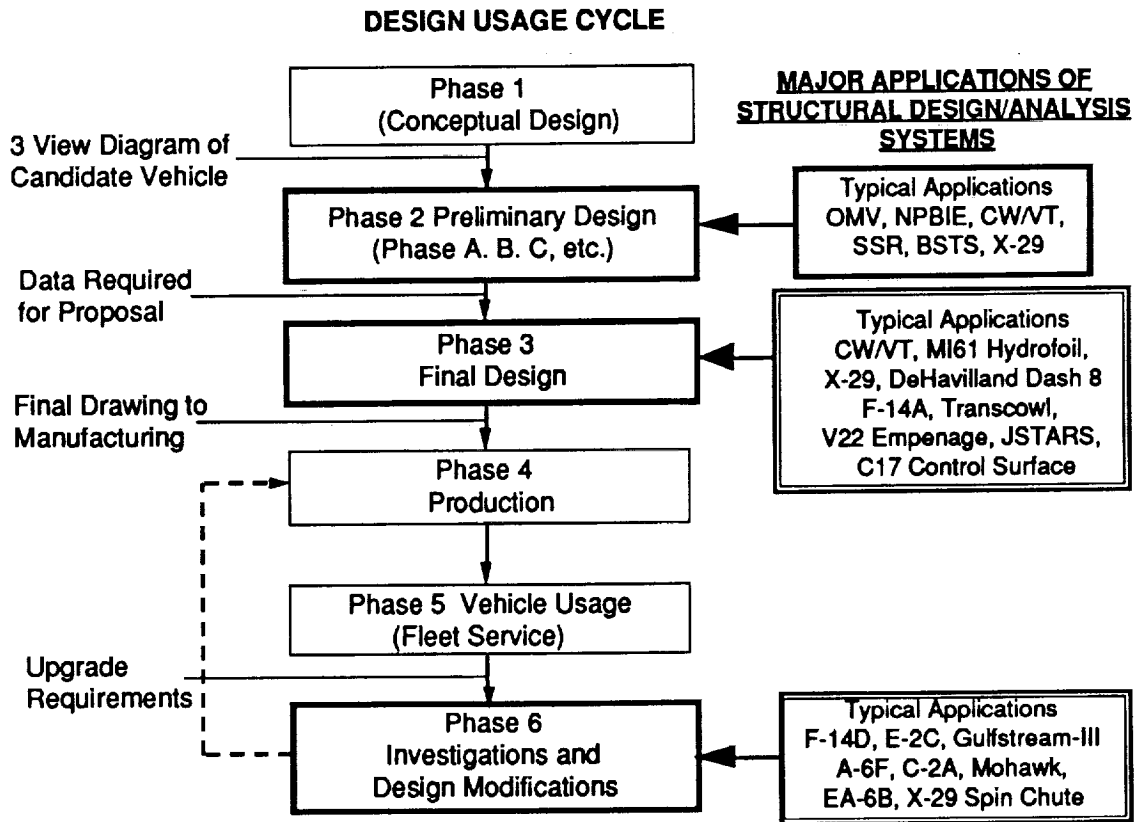 DESIGN USAGE CYCLE
Phase 1
(Conceptual Design)
MAJOR APPLICATIONS OF
STRUCTURAL DESIGN/ANALYSIS
SYSTEMS
3 View Diagram of
Candidate Vehicle
Phase 2 Preliminary Design
(Phase A. B. C, etc.)
Typical Applications
OMV, NPBIE, CW/VT,
SSR, BSTS, X-29
Data Required
for Proposal
Phase 3
Final Design
Typical Applications
CW/VT, MI61 Hydrofoil,
X-29, DeHavilland Dash 8
F-14A, Transcowl,
V22 Empenage, JSTARS,
C17 Control Surface
Final Drawing to
Manufacturing
Phase 4
Production
Phase 5 Vehicle Usage
(Fleet Service)
Upgrade
Requirements
Phase 6
Investigations and
Design Modifications
Typical Applications
F-14D, E-2C, Gulfstream-III
A-6F, C-2A, Mohawk,
EA-6B, X-29 Spin Chute